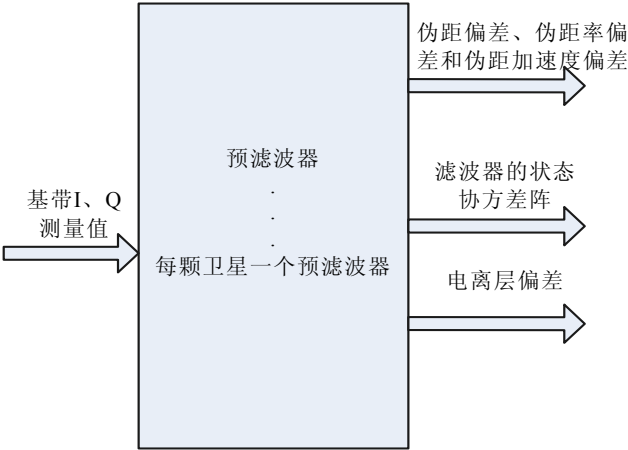 伪距偏差、伪距率偏
差和伪距加速度偏差
预滤波器
.
.
.
每颗卫星一个预滤波器
基带I、Q
测量值
滤波器的状态
协方差阵
电离层偏差